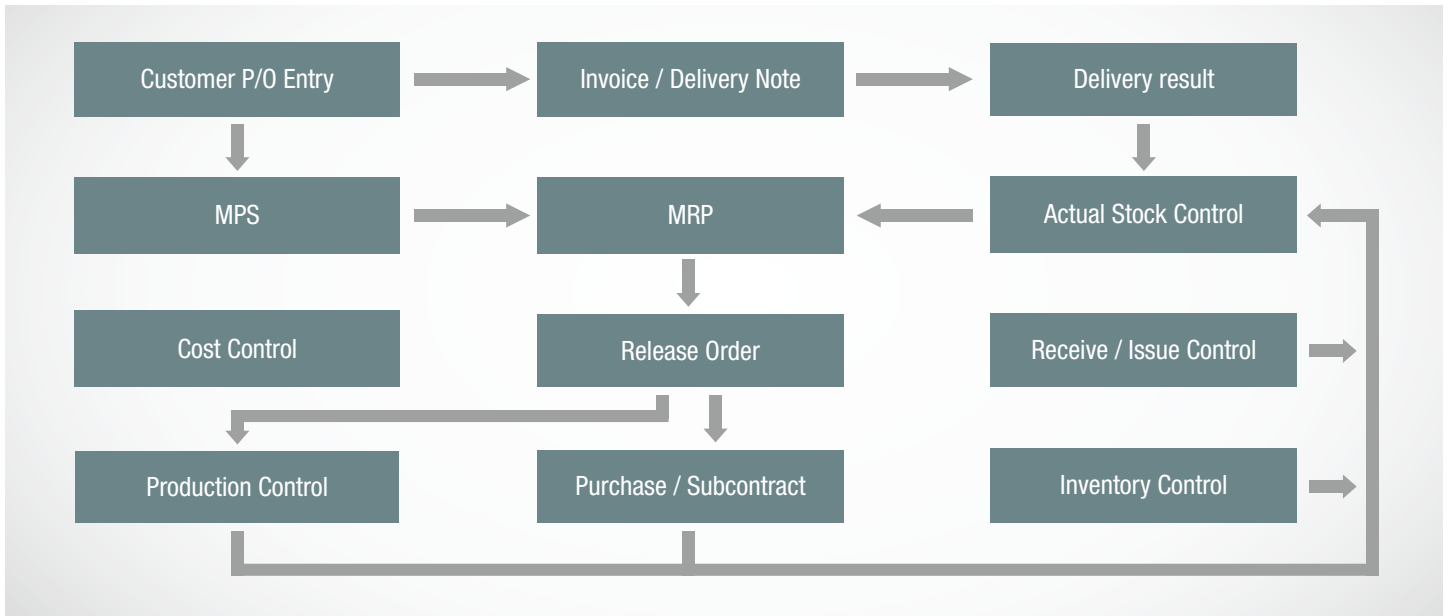 Customer P/O Entry
Invoice / Delivery Note
Delivery result
MPS
MRP
Actual Stock Control
Cost Control
Release Order
Receive / Issue Control
Production Control
Purchase / Subcontract
Inventory Control